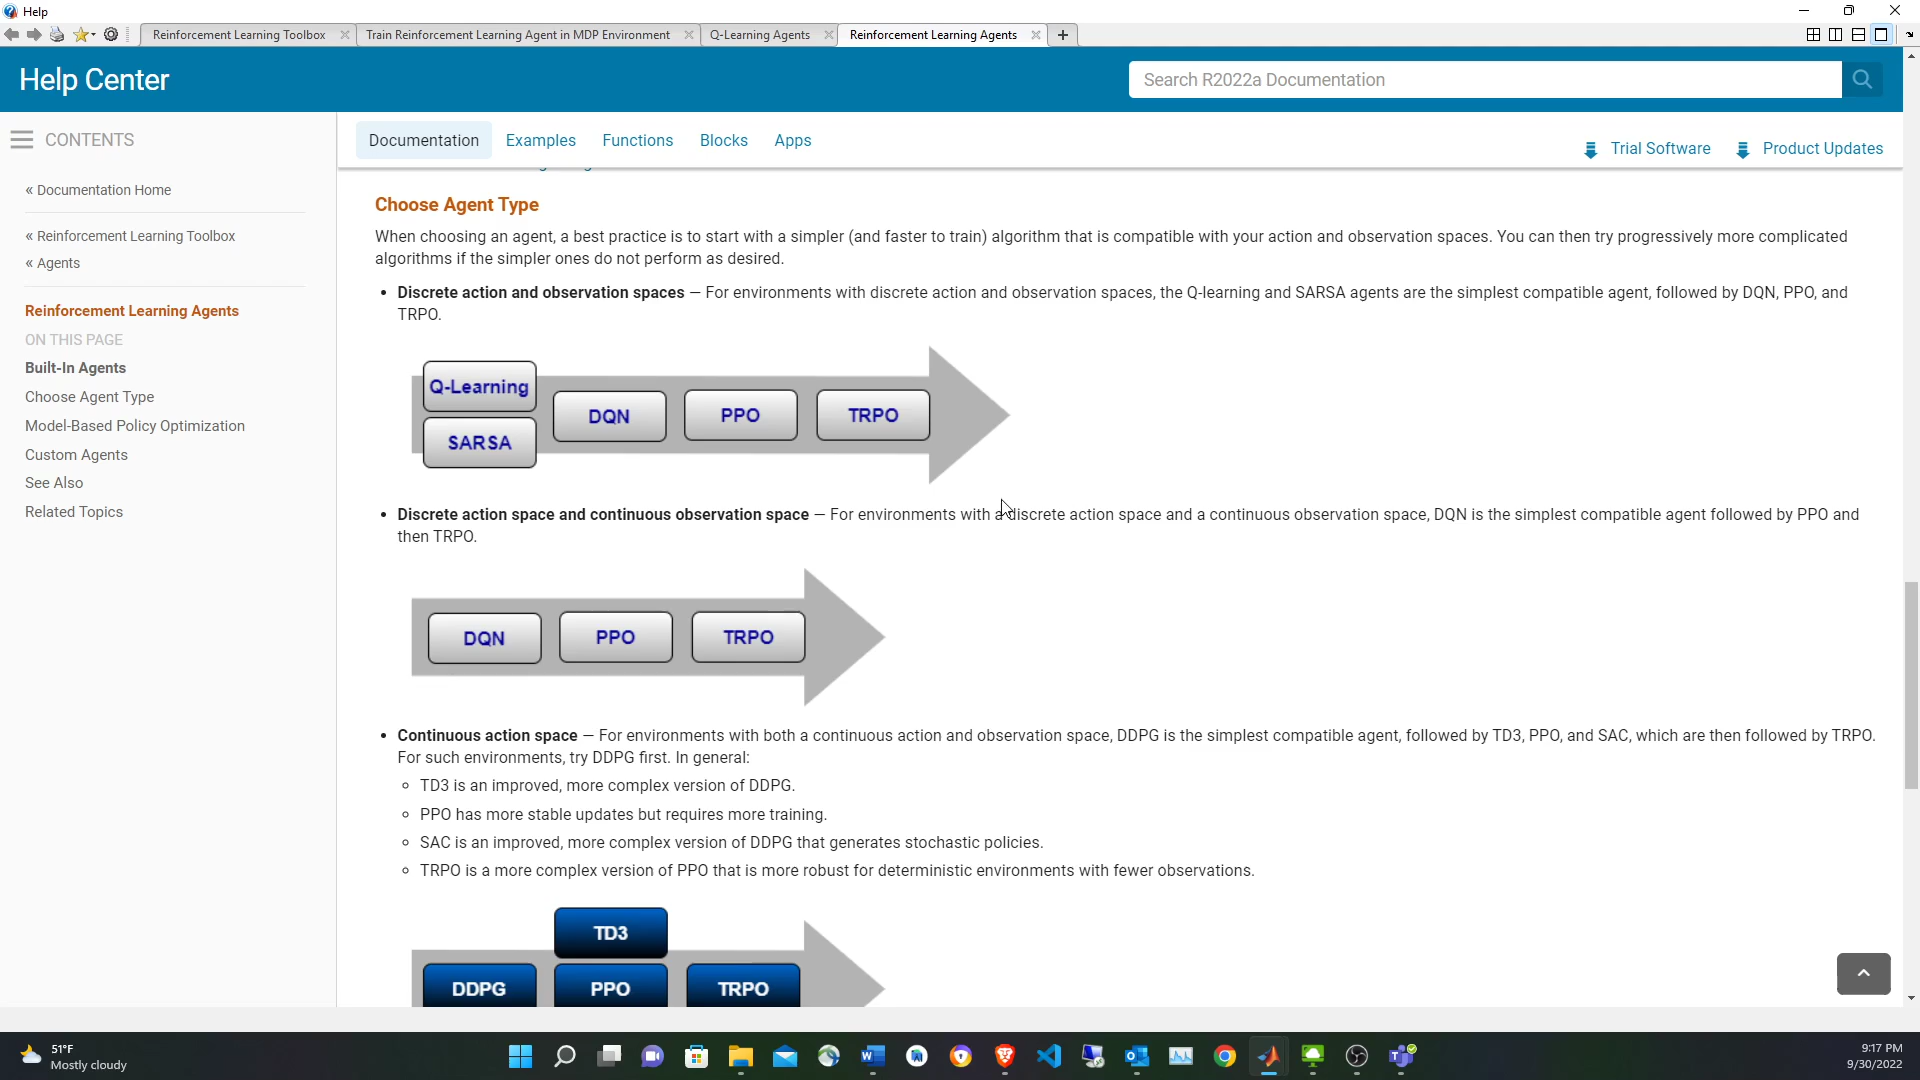 Help
Reinforcement Learning Toolbox
Train Reinforcement Learning Agent in MDP Environment
Q-Learning Agents
Reinforcement Learning Agents
Help Center
Search R2022a Documentation
CONTENTS
Documentation
Examples
Functions
Blocks
Apps
Trial Software
Product Updates
« Documentation Home
« Reinforcement Learning Toolbox
« Agents
Reinforcement Learning Agents
ON THIS PAGE
Built-In Agents
Choose Agent Type
Model-Based Policy Optimization
Custom Agents
See Also
Related Topics
Choose Agent Type
When choosing an agent, a best practice is to start with a simpler (and faster to train) algorithm that is compatible with your action and observation spaces. You can then try progressively more complicated
algorithms if the simpler ones do not perform as desired.
• Discrete action and observation spaces — For environments with discrete action and observation spaces, the Q-learning and SARSA agents are the simplest compatible agent, followed by DQN, PPO, and
TRPO.
Q-Learning
SARSA
DQN
PPO
TRPO
• Discrete action space and continuous observation space — For environments with a discrete action space and a continuous observation space, DQN is the simplest compatible agent followed by PPO and
then TRPO.
DQN
PPO
TRPO
• Continuous action space — For environments with both a continuous action and observation space, DDPG is the simplest compatible agent, followed by TD3, PPO, and SAC, which are then followed by TRPO.
For such environments, try DDPG first. In general:
TD3 is an improved, more complex version of DDPG.
PPO has more stable updates but requires more training.
SAC is an improved, more complex version of DDPG that generates stochastic policies.
TRPO is a more complex version of PPO that is more robust for deterministic environments with fewer observations.
TD3
DDPG
PPO
TRPO
51°F
Mostly cloudy
9:17 PM
9/30/2022